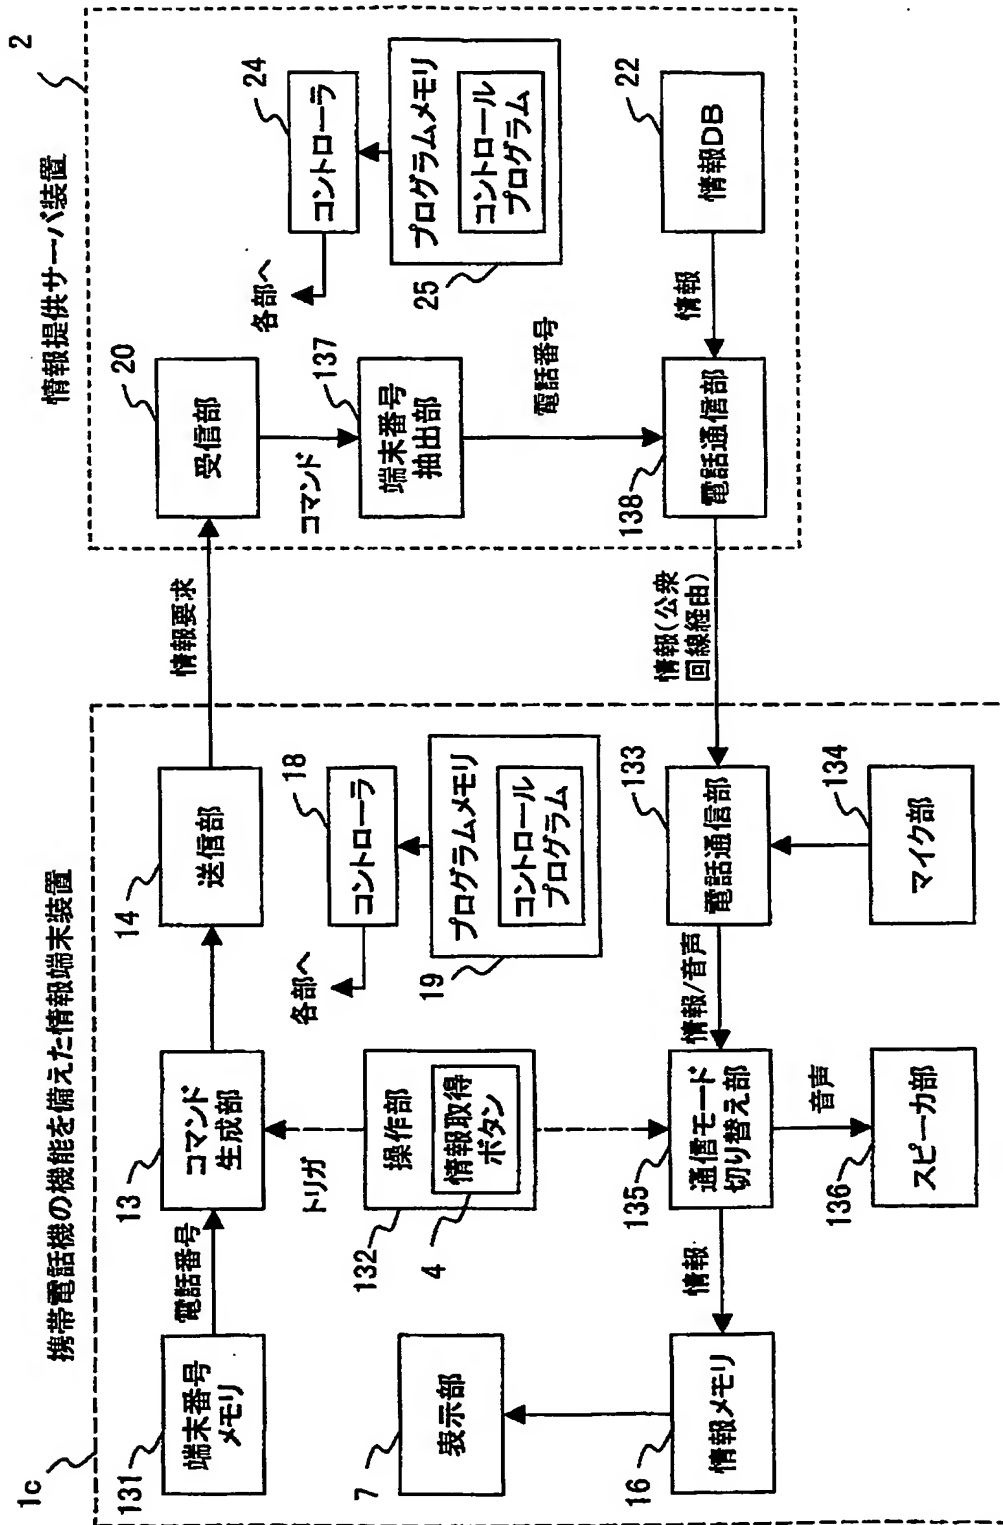 1c
携帯電話機の機能を備えた情報端末装置
131
端末番号
メモリ
電話番号
13
コマンド
生成部
14
送信部
情報要求
トリガ
132
操作部
情報取得
ボタン
4
各部へ
18
コントローラ
プログラムメモリ
コントロール
プログラム
19
7
表示部
16
情報メモリ
情報
135
通信モード
切り替え部
音声
136
スピーカ部
情報/音声
133
電話通信部
134
マイク部
情報(公衆
回線経由)
情報提供サーバ装置
2
20
受信部
コマンド
137
端末番号
抽出部
電話番号
138
電話通信部
各部へ
24
コントローラ
プログラムメモリ
コントロール
プログラム
25
情報
22
情報DB